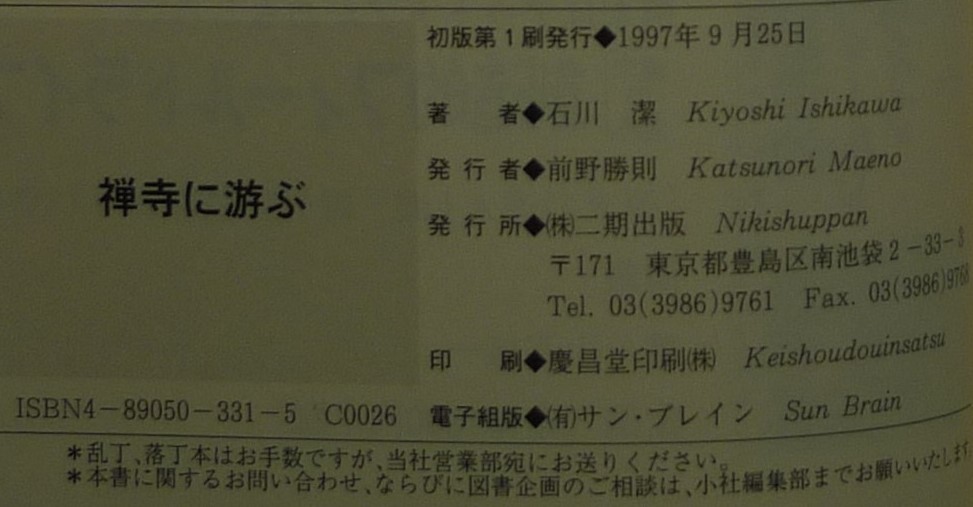 禅寺に游ぶ
初版第1刷発行◆1997年9月25日
著者◆石川 潔 Kiyoshi Ishikawa
発行者◆前野勝則 Katsunori Maeno
発行所◆㈱二期出版 Nikishuppan
〒171 東京都豊島区南池袋2-33-3
Tel. 03(3986)9761 Fax. 03(3986)976
印刷◆慶昌堂印刷㈱ Keishoudouinsatsu
ISBN4-89050-331-5 C0026
電子組版◆㈲サン・ブレイン Sun Brain
*乱丁、落丁本はお手数ですが、当社営業部宛にお送りください。
*本書に関するお問い合わせ、ならびに図書企画のご相談は、小社編集部までお願いいたします